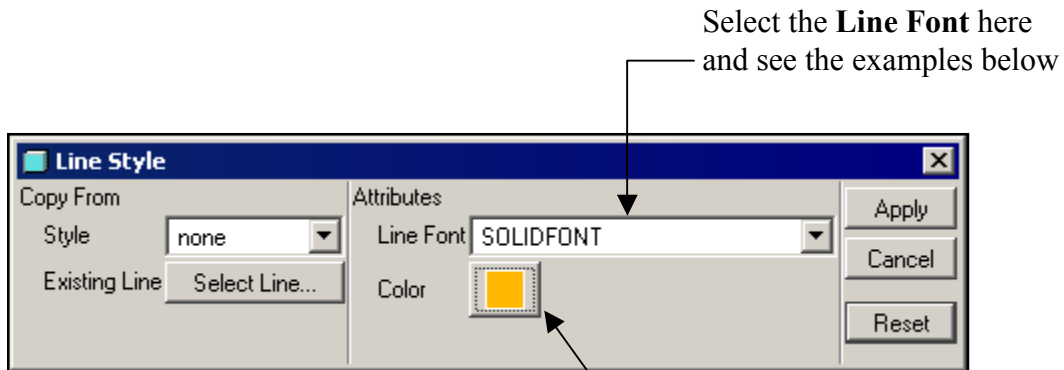 Select the Line Font here
and see the examples below
Line Style
Copy From
Style none
Existing Line Select Line...
Attributes
Line Font SOLIDFONT
Color
Apply
Cancel
Reset